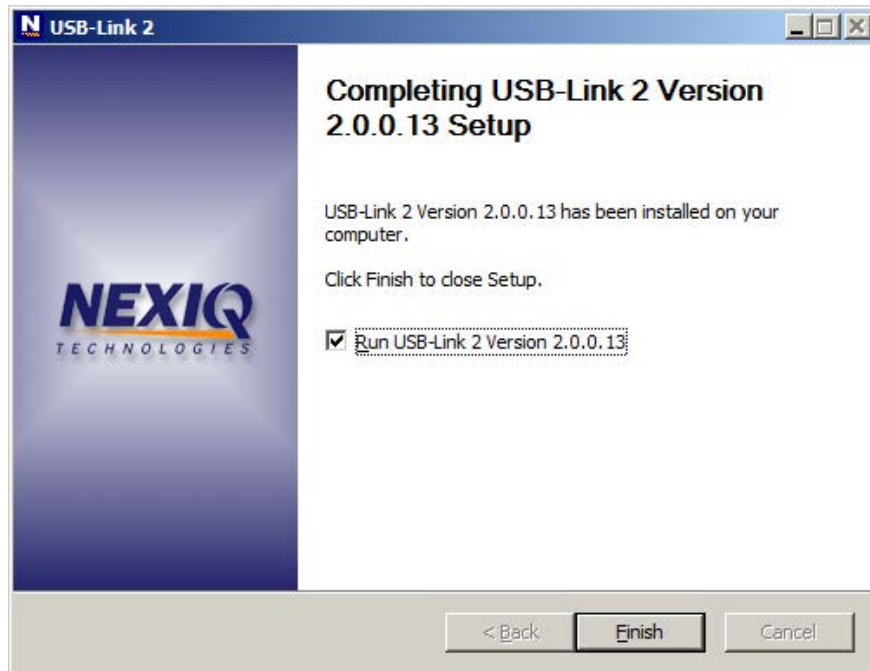 USB-Link 2
Completing USB-Link 2 Version
2.0.0.13 Setup
USB-Link 2 Version 2.0.0.13 has been installed on your
computer.
Click Finish to close Setup.
NEXIQ
TECHNOLOGIES
Run USB-Link 2 Version 2.0.0.13
< Back
Finish
Cancel